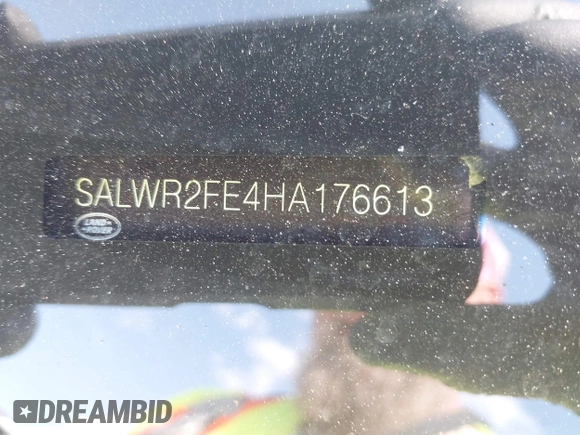 SALWR2FE4HA176613
LAND-
-ROVER
DREAMBID